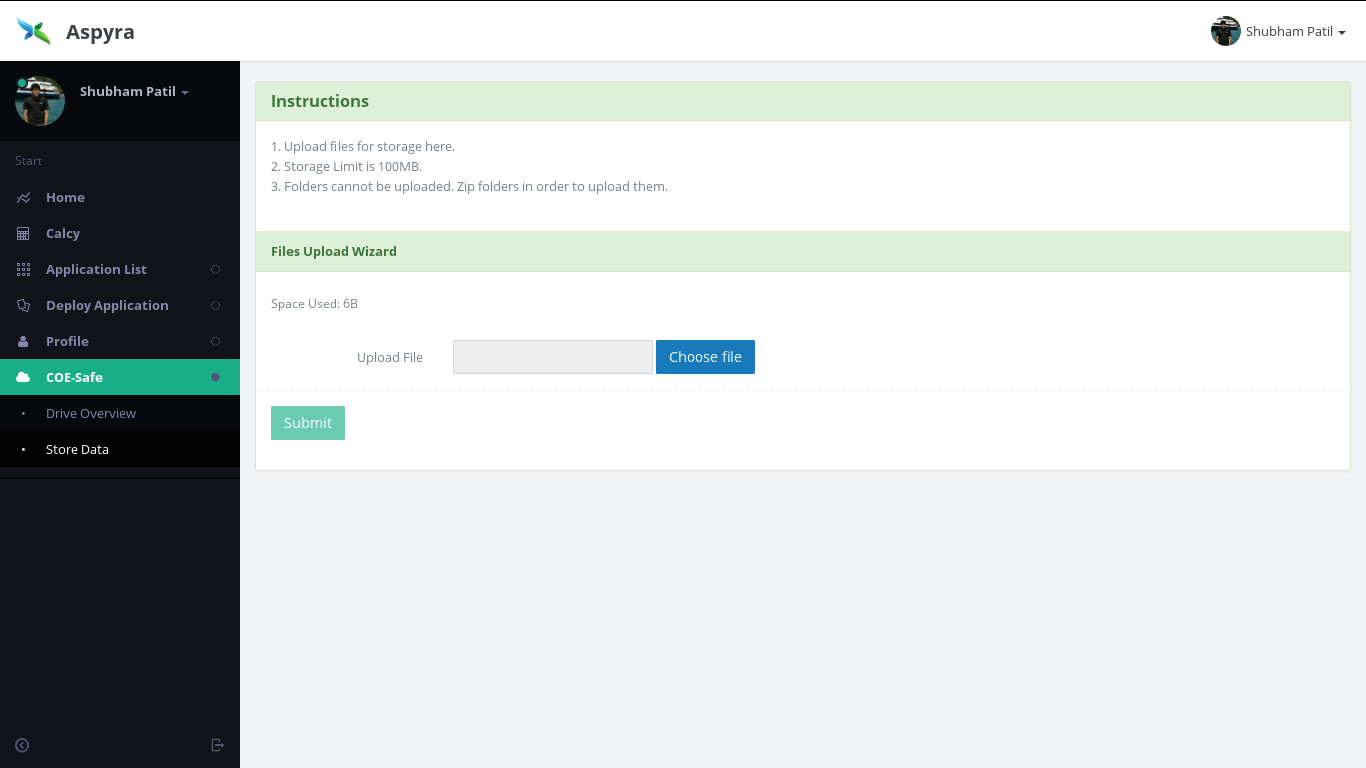 Aspyra
Shubham Patil
Shubham Patil
Start
Home
Calcy
Application List
Deploy Application
Profile
COE-Safe
Drive Overview
Store Data
Instructions
1. Upload files for storage here.
2. Storage Limit is 100MB.
3. Folders cannot be uploaded. Zip folders in order to upload them.
Files Upload Wizard
Space Used: 6B
Upload File
Choose file
Submit